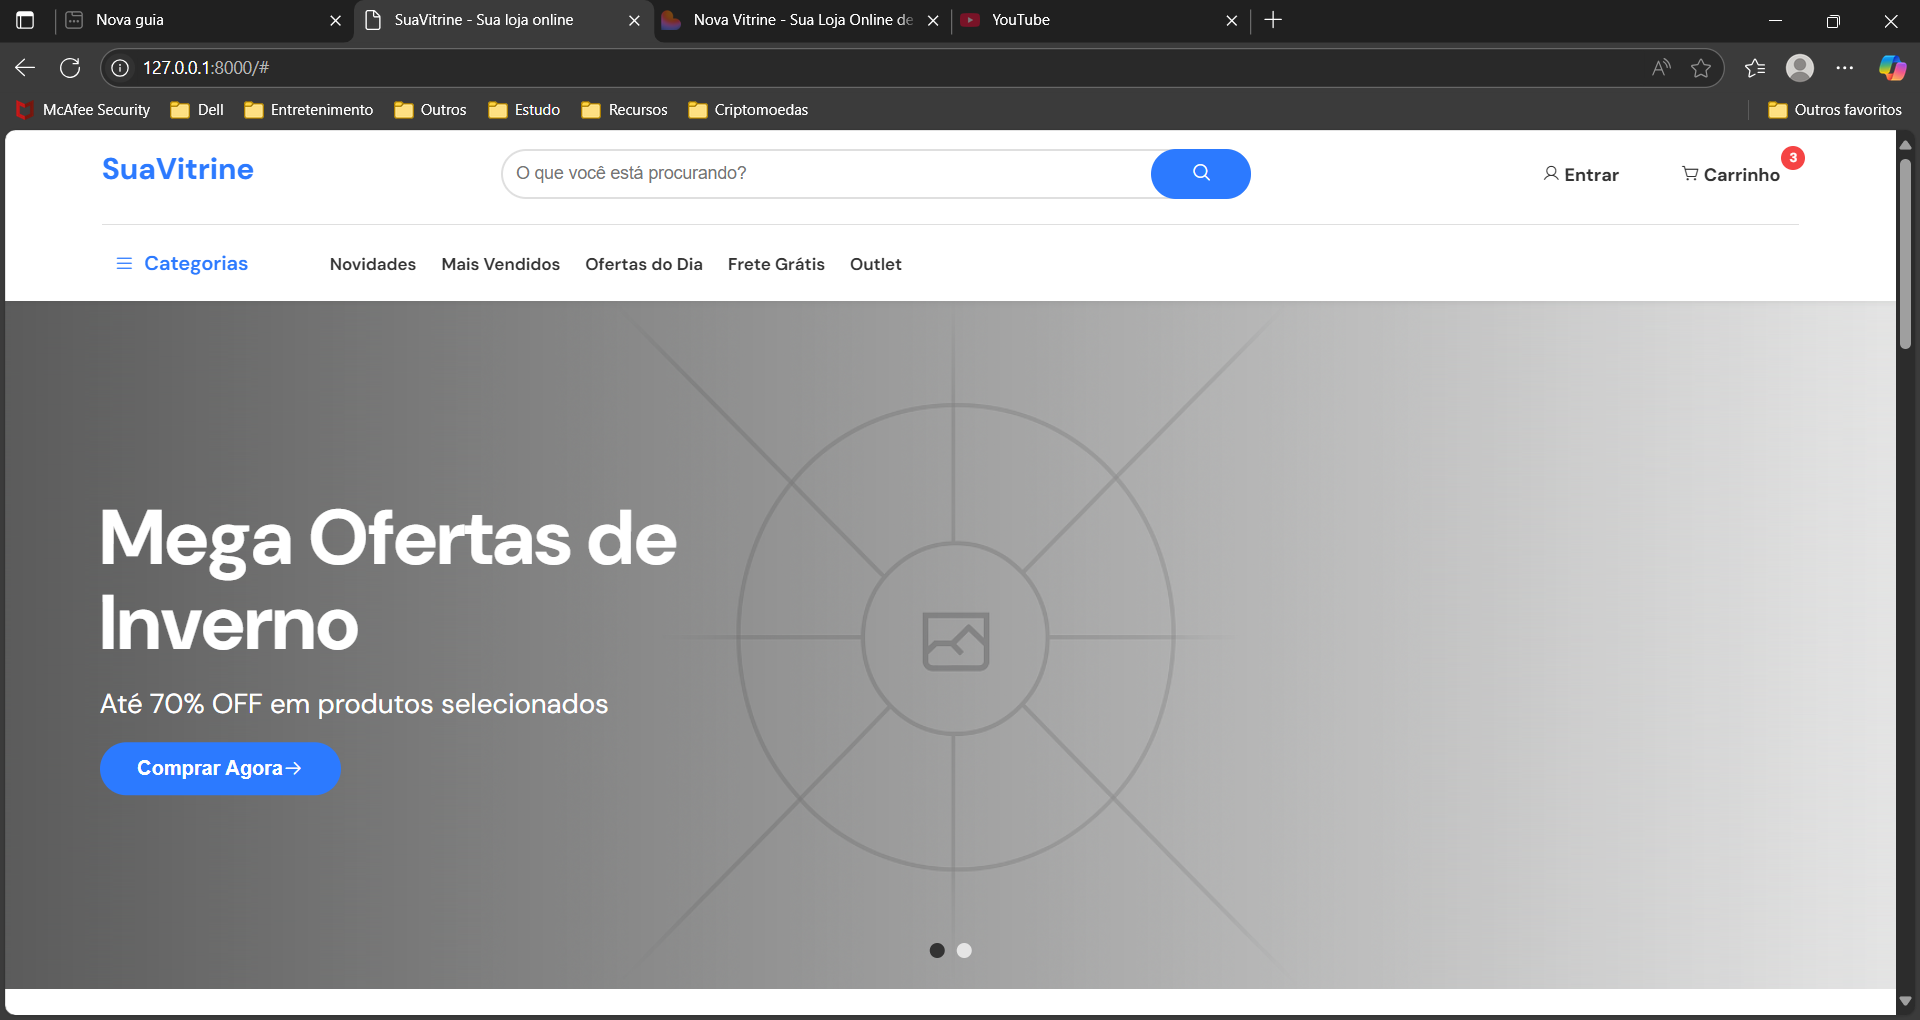 Nova guia
SuaVitrine - Sua loja online
Nova Vitrine - Sua Loja Online de
YouTube
127.0.0.1:8000/#
McAfee Security
Dell
Entretenimento
Outros
Estudo
Recursos
Criptomoedas
Outros favoritos
SuaVitrine
O que você está procurando?
Entrar
Carrinho
3
Categorias
Novidades
Mais Vendidos
Ofertas do Dia
Frete Grátis
Outlet
Mega Ofertas de
Inverno
Até 70% OFF em produtos selecionados
Comprar Agora→